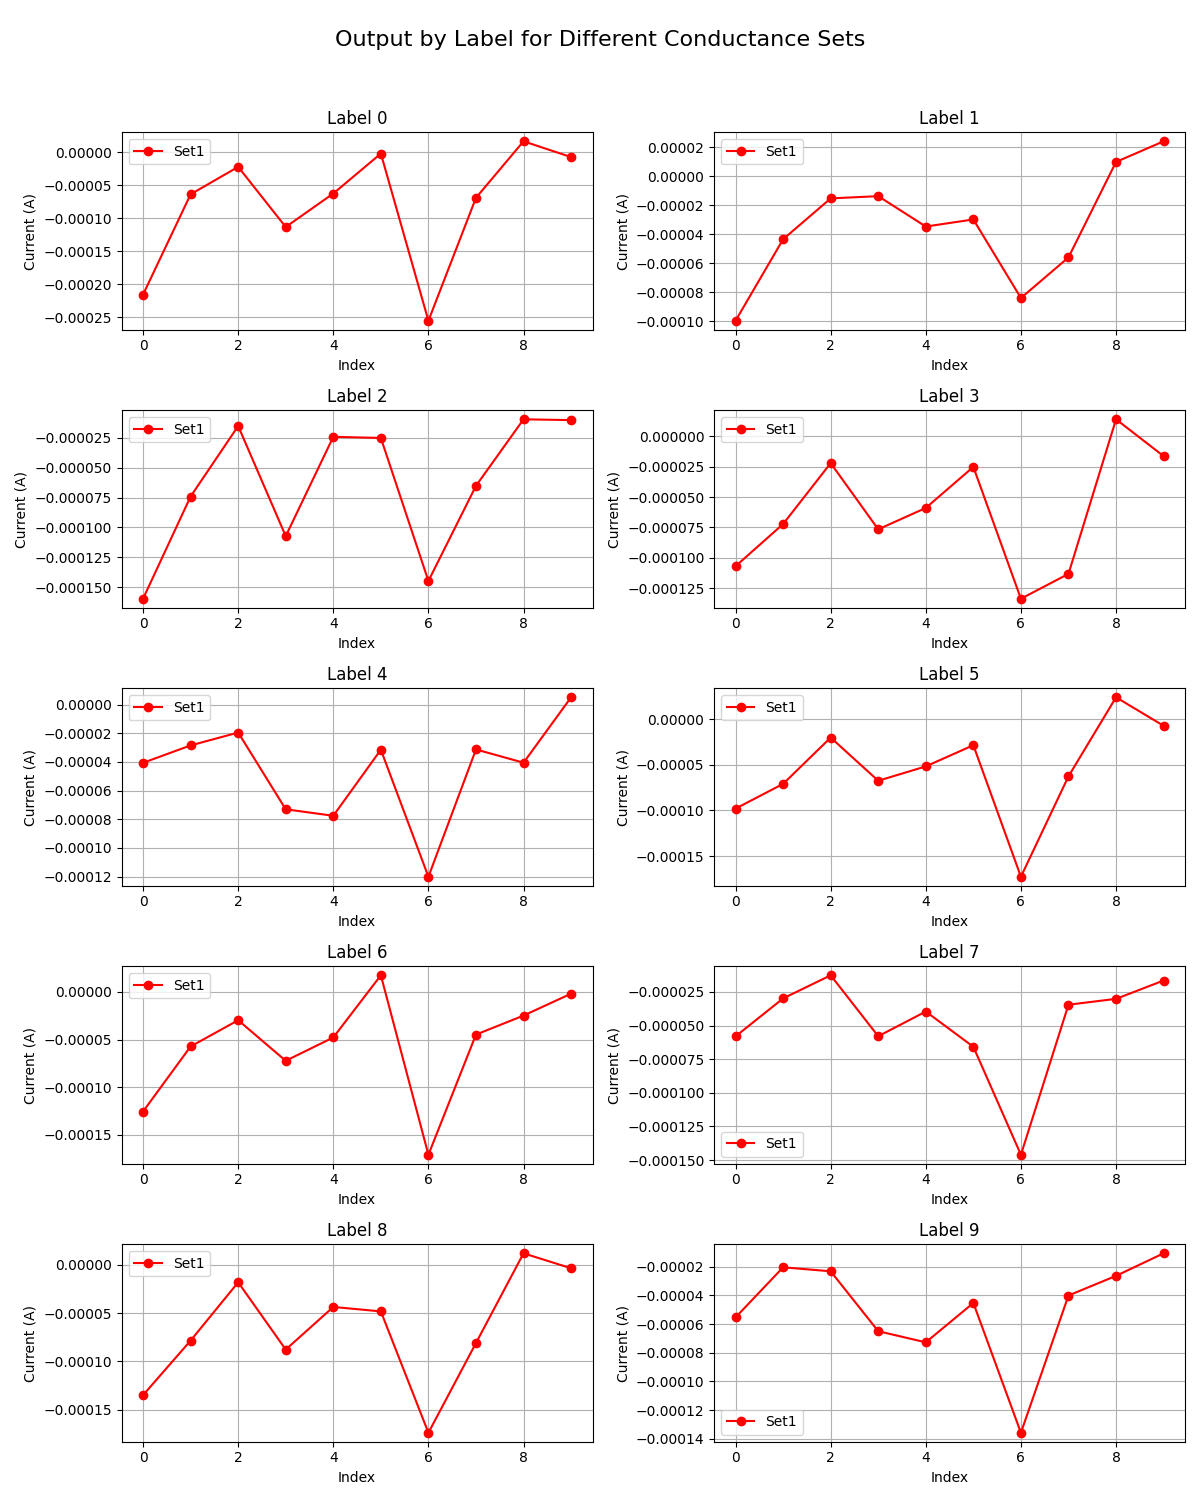 Output by Label for Different Conductance Sets
Label 0
Set1
0.00000
−0.00005
−0.00010
−0.00015
−0.00020
−0.00025
Current (A)
0 2 4 6 8
Index
Label 1
Set1
0.00002
0.00000
−0.00002
−0.00004
−0.00006
−0.00008
−0.00010
Current (A)
0 2 4 6 8
Index
Label 2
Set1
−0.000025
−0.000050
−0.000075
−0.000100
−0.000125
−0.000150
Current (A)
0 2 4 6 8
Index
Label 3
Set1
0.000000
−0.000025
−0.000050
−0.000075
−0.000100
−0.000125
Current (A)
0 2 4 6 8
Index
Label 4
Set1
0.00000
−0.00002
−0.00004
−0.00006
−0.00008
−0.00010
−0.00012
Current (A)
0 2 4 6 8
Index
Label 5
Set1
0.00000
−0.00005
−0.00010
−0.00015
Current (A)
0 2 4 6 8
Index
Label 6
Set1
0.00000
−0.00005
−0.00010
−0.00015
Current (A)
0 2 4 6 8
Index
Label 7
−0.000025
−0.000050
−0.000075
−0.000100
−0.000125
−0.000150
Set1
Current (A)
0 2 4 6 8
Index
Label 8
Set1
0.00000
−0.00005
−0.00010
−0.00015
Current (A)
0 2 4 6 8
Index
Label 9
−0.00002
−0.00004
−0.00006
−0.00008
−0.00010
−0.00012
−0.00014
Set1
Current (A)
0 2 4 6 8
Index